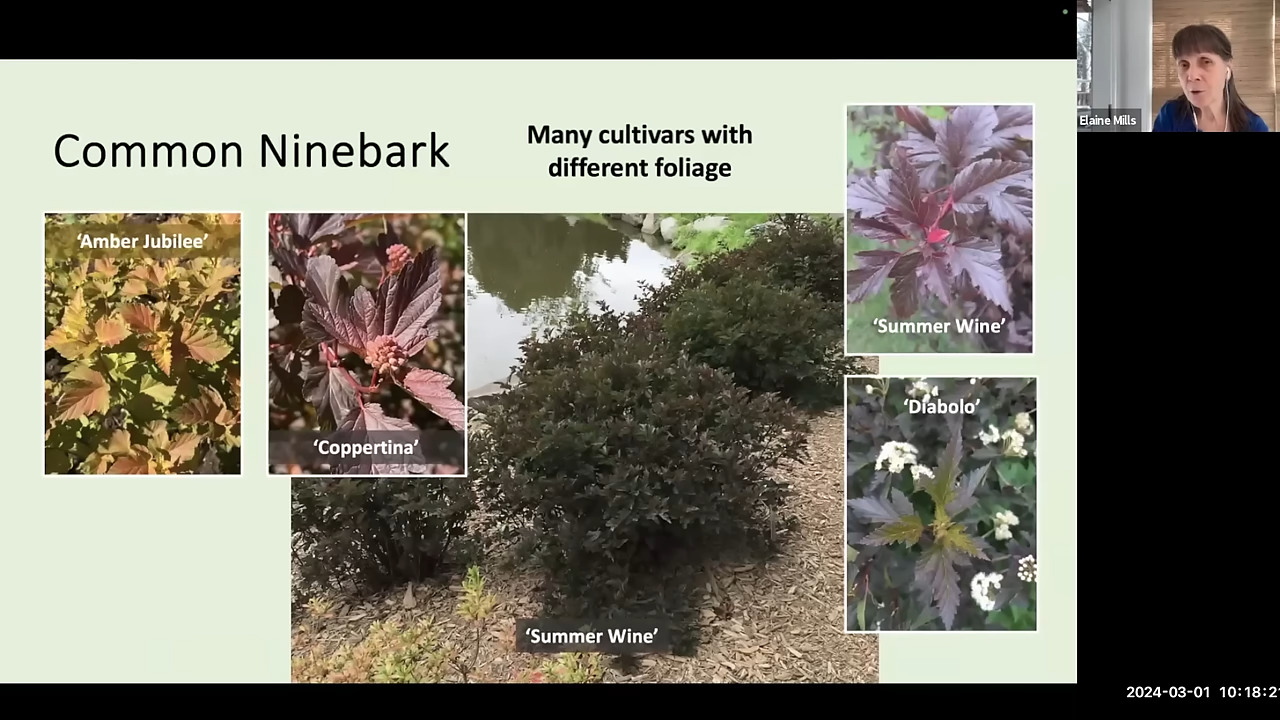 Common Ninebark
Many cultivars with
different foliage
'Amber Jubilee'
'Coppertina'
'Summer Wine'
'Summer Wine'
'Diabolo'
Elaine Mills
2024-03-01 10:18:21